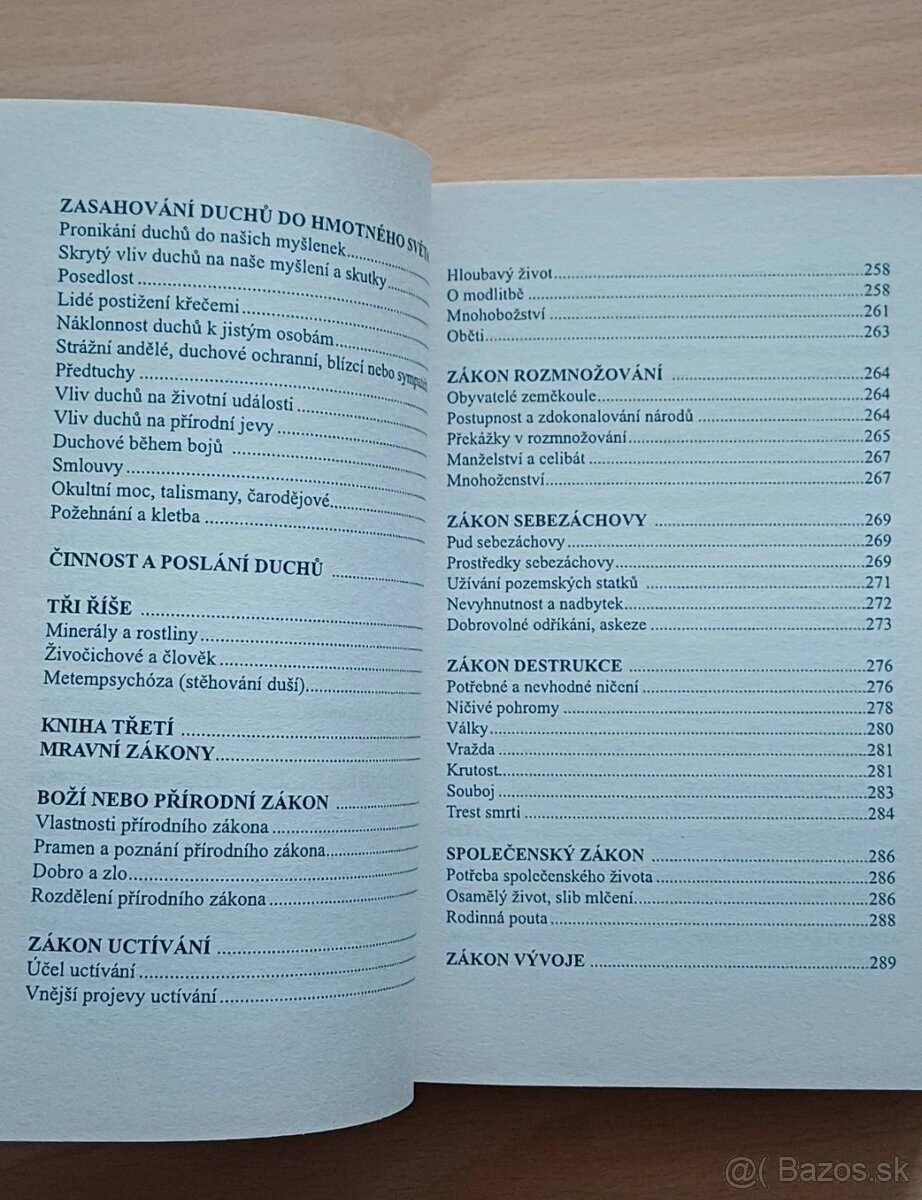 ZASAHOVÁNÍ DUCHŮ DO HMOTNÉHO
Pronikání duchů do našich myšlenek
Skrytý vliv duchů na naše myšlení a skutky
Posedlost
Lidé postižení křečemi
Náklonnost duchů k jistým osobám
Strážní andělé, duchové ochranní, blízcí nebo
Předtuchy
Vliv duchů na životní události
Vliv duchů na přírodní jevy
Duchové během bojů
Smlouvy
Okultní moc, talismany, čarodějové
Požehnání a kletba
ČINNOST A POSLÁNÍ DUCHŮ
TŘI ŘÍŠE
Minerály a rostliny
Živočichové a člověk
Metempsychóza (stěhování duší)
KNIHA TŘETÍ
MRAVNÍ ZÁKONY
BOŽÍ NEBO PŘÍRODNÍ ZÁKON
Vlastnosti přírodního zákona
Pramen a poznání přírodního zákona
Dobro a zlo
Rozdělení přírodního zákona
ZÁKON UCTÍVÁNÍ
Účel uctívání
Vnější projevy uctívání
Hloubavý život 258
O modlitbě 258
Mnohobožství 261
Oběti 263
ZÁKON ROZMNOŽOVÁNÍ 264
Obyvatelé zeměkoule 264
Postupnost a zdokonalování národů 264
Překážky v rozmnožování 265
Manželství a celibát 267
Mnohoženství 267
ZÁKON SEBEZÁCHOVY 269
Pud sebezáchovy 269
Prostředky sebezáchovy 269
Užívání pozemských statků 271
Nevyhnutnost a nadbytek 272
Dobrovolné odříkání, askeze 273
ZÁKON DESTRUKCE 276
Potřebné a nevhodné ničení 276
Ničivé pohromy 278
Války 280
Vražda 281
Krutost 281
Souboj 283
Trest smrti 284
SPOLEČENSKÝ ZÁKON 286
Potřeba společenského života 286
Osamělý život, slib mlčení 286
Rodinná pouta 288
ZÁKON VÝVOJE 289
@( Bazos.sk